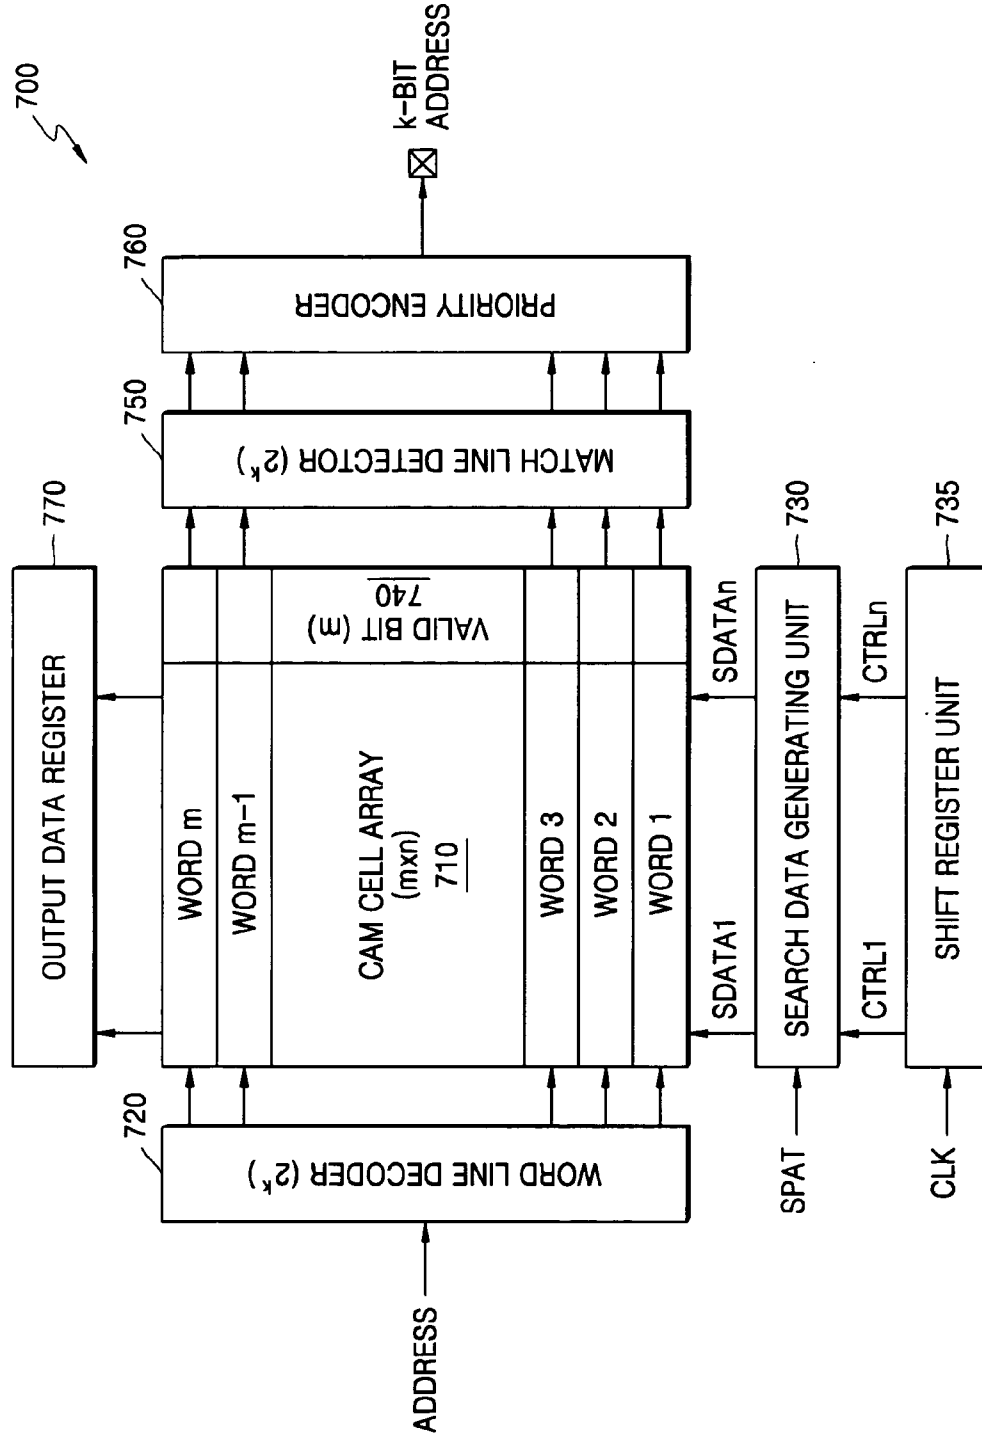 700
770
OUTPUT DATA REGISTER
720
WORD LINE DECODER (2^k)
ADDRESS
WORD m
WORD m-1
CAM CELL ARRAY
(mxn)
710
WORD 3
WORD 2
WORD 1
VALID BIT (m)
740
750
MATCH LINE DETECTOR (2^k)
760
PRIORITY ENCODER
k-BIT
ADDRESS
SDATA1
SDATAn
730
SPAT
SEARCH DATA GENERATING UNIT
CTRL1
CTRLn
735
CLK
SHIFT REGISTER UNIT